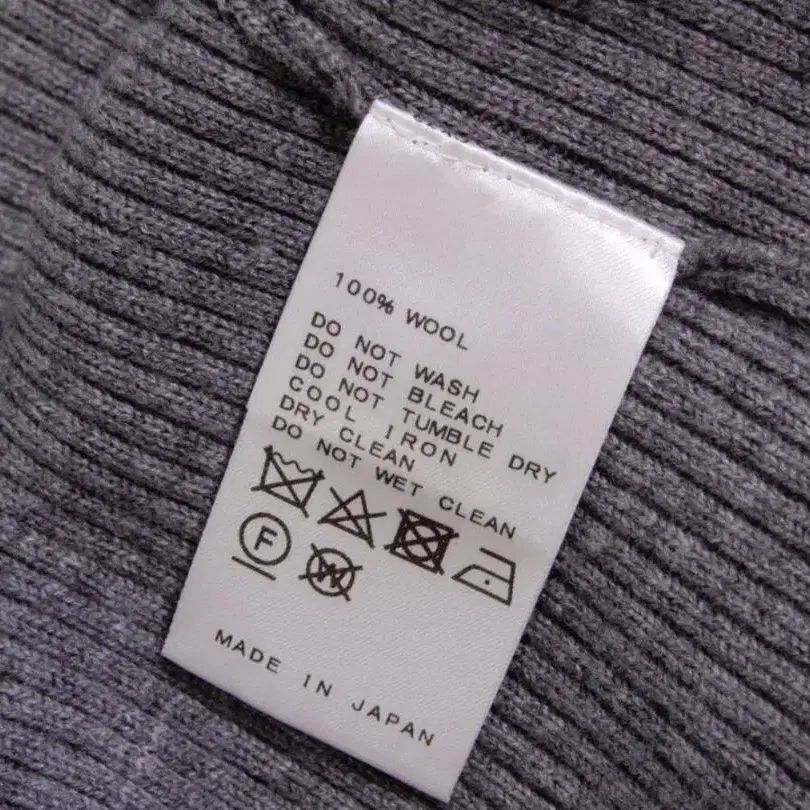 100% WOOL
DO NOT WASH
DO NOT BLEACH
DO NOT TUMBLE DRY
COOL IRON
DRY CLEAN
DO NOT WET CLEAN
F W
MADE IN JAPAN